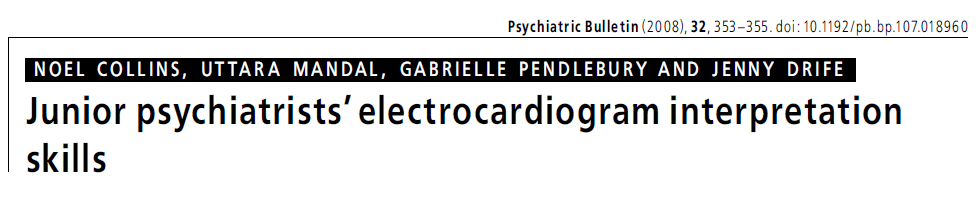 Psychiatric Bulletin (2008), 32, 353–355. doi: 10.1192/pb.bp.107.018960
NOEL COLLINS, UTTARA MANDAL, GABRIELLE PENDLEBURY AND JENNY DRIFE
Junior psychiatrists’ electrocardiogram interpretation
skills